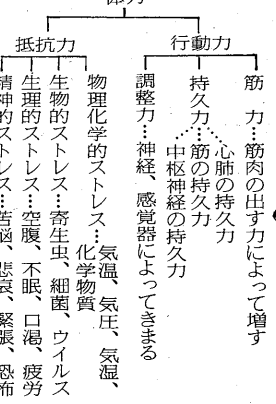 体力
行動力
抵抗力
筋　力…筋肉の出す力によって増す
持久力
心肺の持久力
筋の持久力
中枢神経の持久力
調整力…神経、感覚器によってきまる
物理化学的ストレス…気温、気圧、気湿、
化学物質
生物的ストレス…寄生虫、細菌、ウイルス
生理的ストレス…空腹、不眠、口渇、疲労
精神的ストレス…苦悩、悲哀、緊張、恐怖